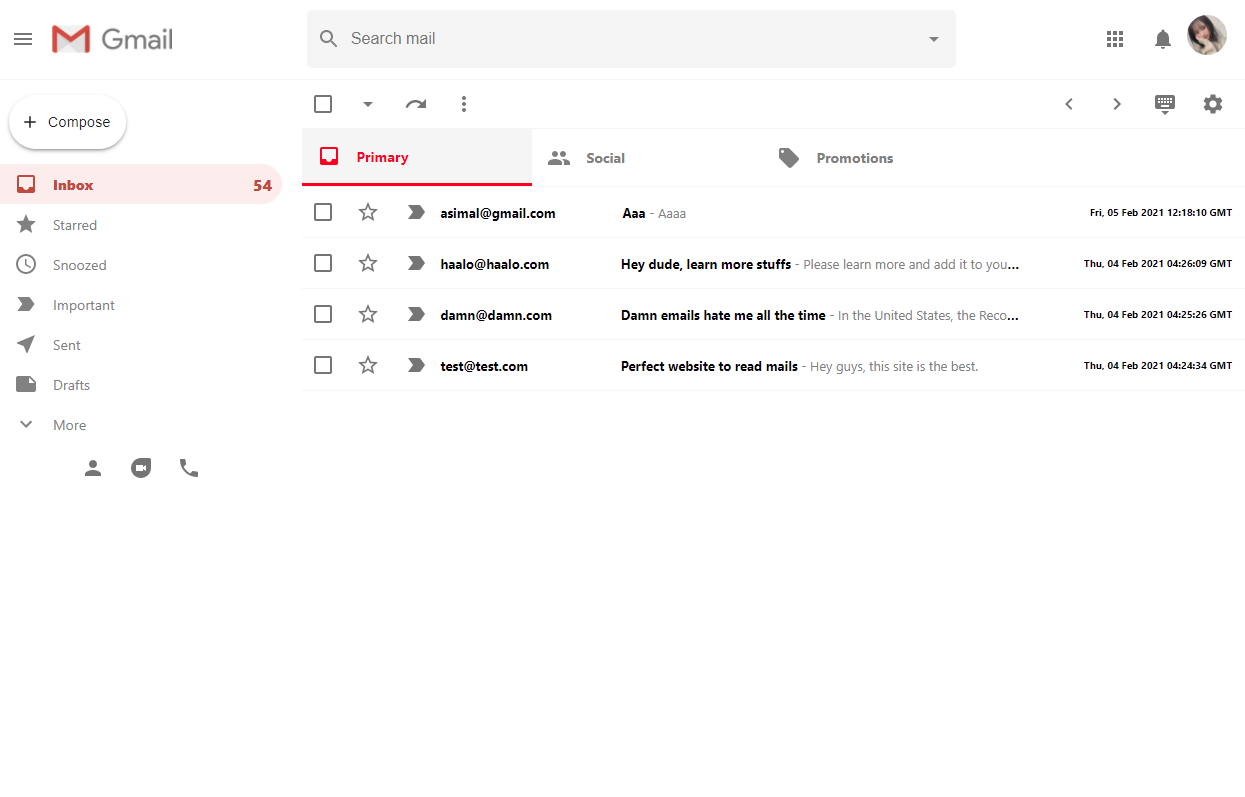 Gmail
Search mail
Compose
Inbox 54
Starred
Snoozed
Important
Sent
Drafts
More
Primary Social Promotions
asimal@gmail.com Aaa - Aaaa Fri, 05 Feb 2021 12:18:10 GMT
haalo@haalo.com Hey dude, learn more stuffs - Please learn more and add it to you... Thu, 04 Feb 2021 04:26:09 GMT
damn@damn.com Damn emails hate me all the time - In the United States, the Reco... Thu, 04 Feb 2021 04:25:26 GMT
test@test.com Perfect website to read mails - Hey guys, this site is the best. Thu, 04 Feb 2021 04:24:34 GMT